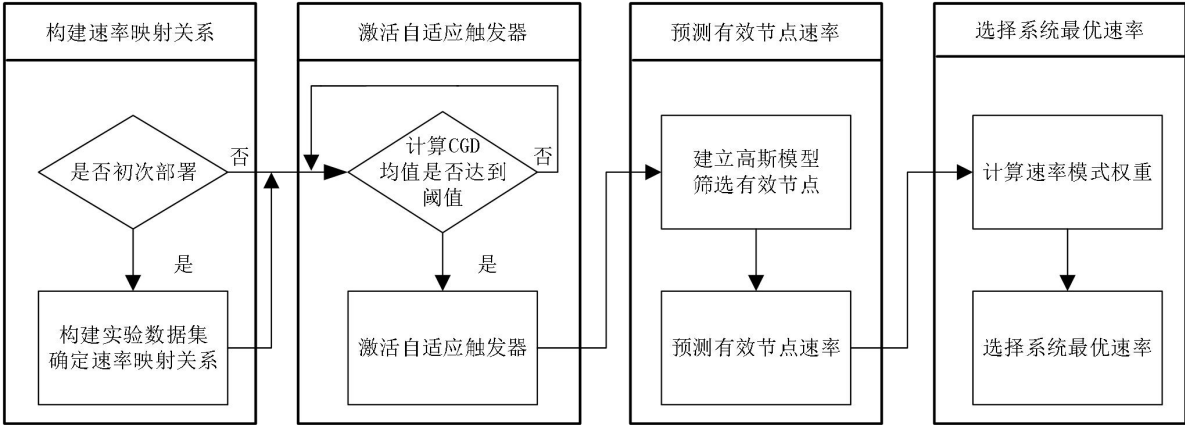 构建速率映射关系
是否初次部署
否
是
构建实验数据集
确定速率映射关系
激活自适应触发器
计算CGD
均值是否达到
阈值
否
是
激活自适应触发器
预测有效节点速率
建立高斯模型
筛选有效节点
预测有效节点速率
选择系统最优速率
计算速率模式权重
选择系统最优速率